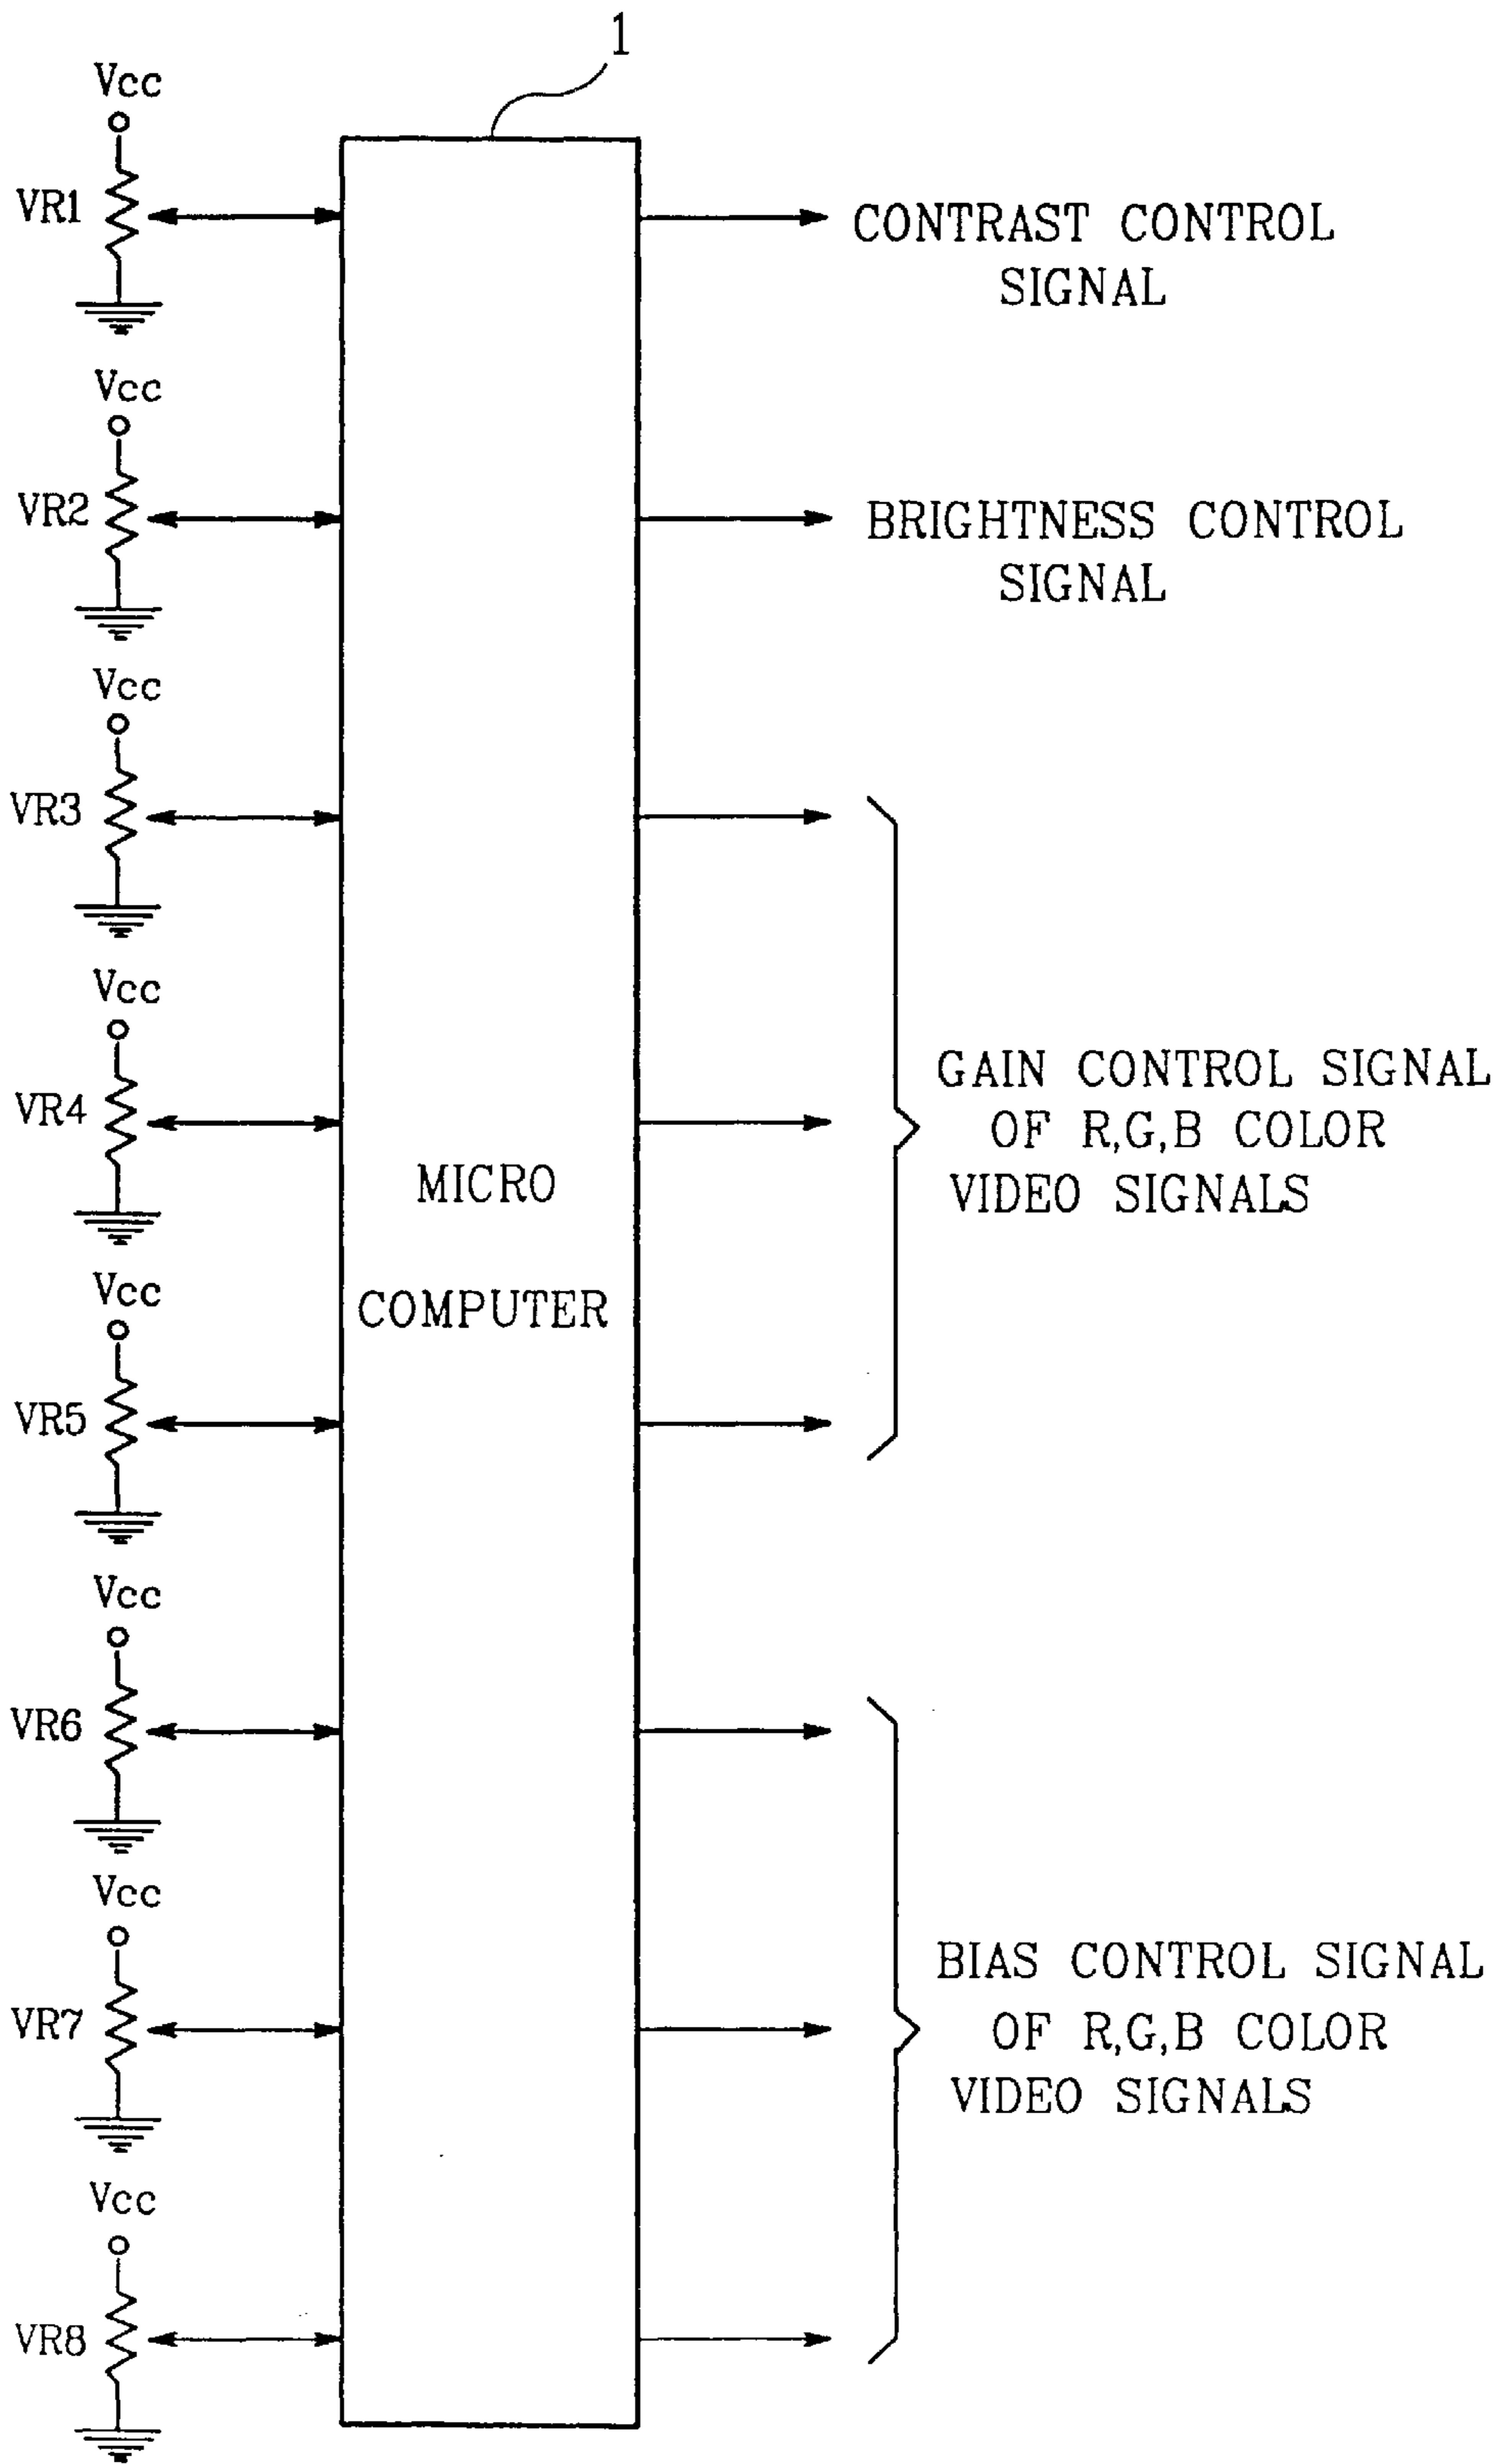 1
Vcc
VR1
CONTRAST CONTROL
SIGNAL
Vcc
VR2
BRIGHTNESS CONTROL
SIGNAL
Vcc
VR3
Vcc
VR4
GAIN CONTROL SIGNAL
OF R,G,B COLOR
VIDEO SIGNALS
MICRO
COMPUTER
Vcc
VR5
Vcc
VR6
Vcc
VR7
BIAS CONTROL SIGNAL
OF R,G,B COLOR
VIDEO SIGNALS
Vcc
VR8